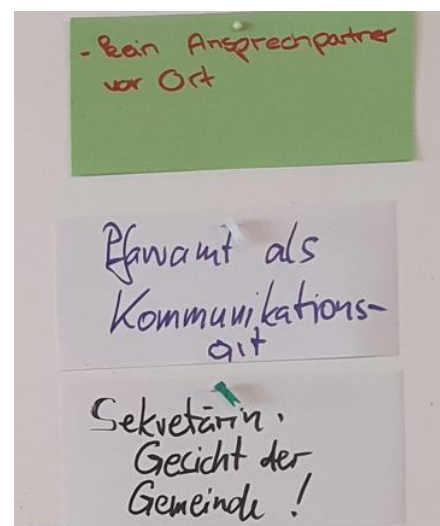 - Kein Ansprechpartner
vor Ort
Pfarramt als
Kommunikations-
ort
Sekretärin,
Gesicht der
Gemeinde !